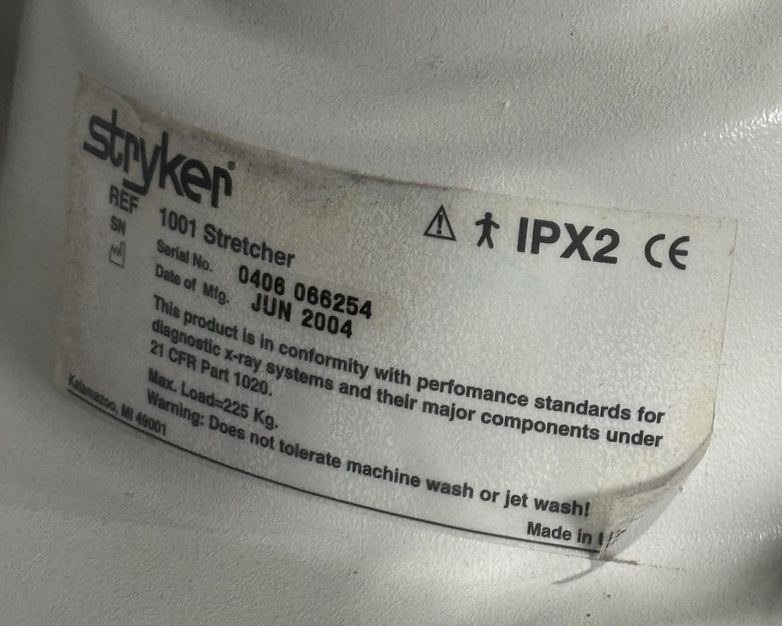 stryker®
IPX2 CE
REF 1001 Stretcher
SN Serial No. 0406 066254
Date of Mfg. JUN 2004
This product is in conformity with perfomance standards for
diagnostic x-ray systems and their major components under
21 CFR Part 1020.
Max. Load=225 Kg.
Warning: Does not tolerate machine wash or jet wash!
Kalamazoo, MI 49001
Made in